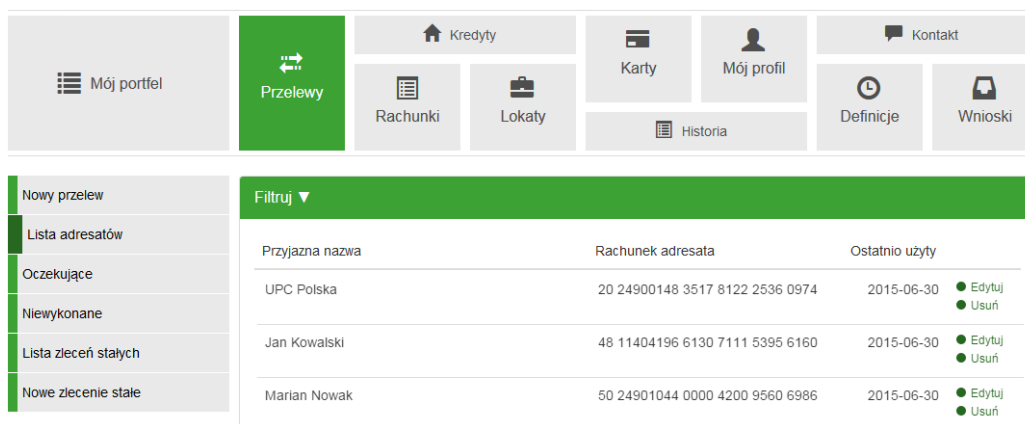 Mój portfel
Przelewy
Kredyty
Rachunki
Lokaty
Karty
Mój profil
Historia
Kontakt
Definicje
Wnioski
Nowy przelew
Lista adresatów
Oczekujące
Niewykonane
Lista zleceń stałych
Nowe zlecenie stałe
Filtruj ▼
Przyjazna nazwa Rachunek adresata Ostatnio użyty
UPC Polska 20 24900148 3517 8122 2536 0974 2015-06-30 Edytuj
Usuń
Jan Kowalski 48 11404196 6130 7111 5395 6160 2015-06-30 Edytuj
Usuń
Marian Nowak 50 24901044 0000 4200 9560 6986 2015-06-30 Edytuj
Usuń